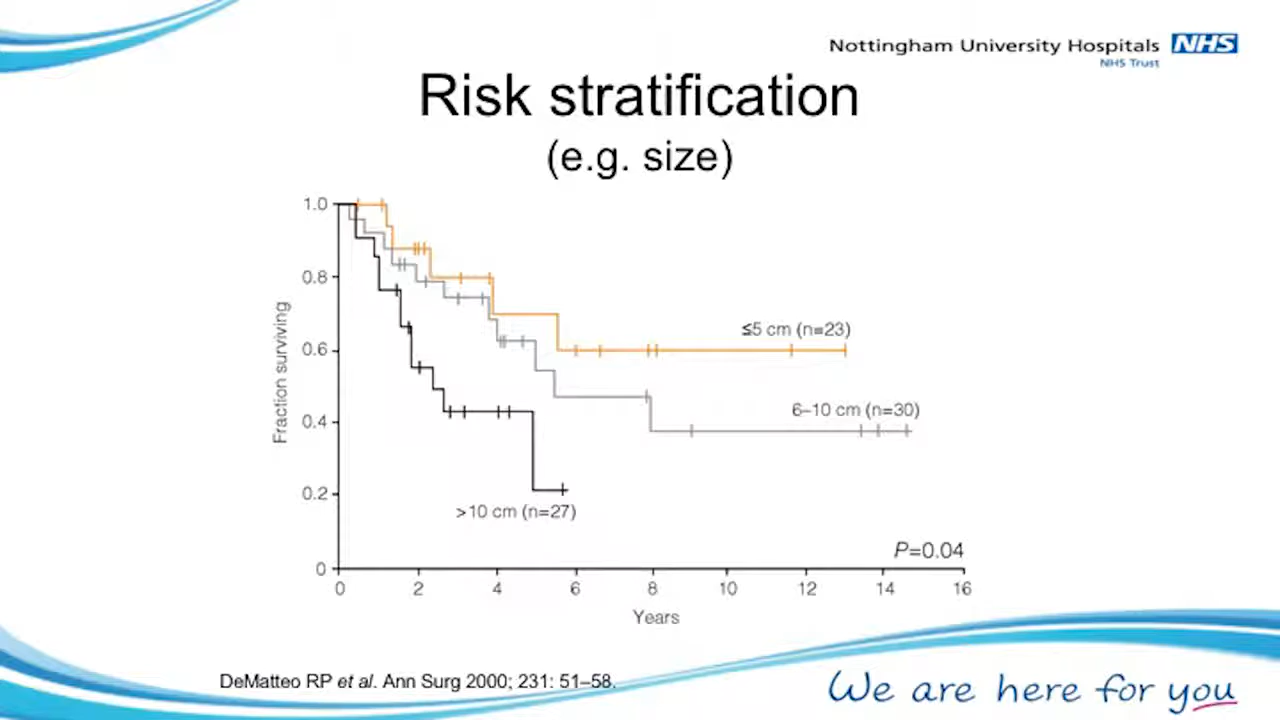 Nottingham University Hospitals NHS
NHS Trust
Risk stratification
(e.g. size)
1.0
0.8
0.6
0.4
0.2
0
Fraction surviving
≤5 cm (n=23)
6–10 cm (n=30)
>10 cm (n=27)
P=0.04
0 2 4 6 8 10 12 14 16
Years
DeMatteo RP et al. Ann Surg 2000; 231: 51–58.
We are here for you